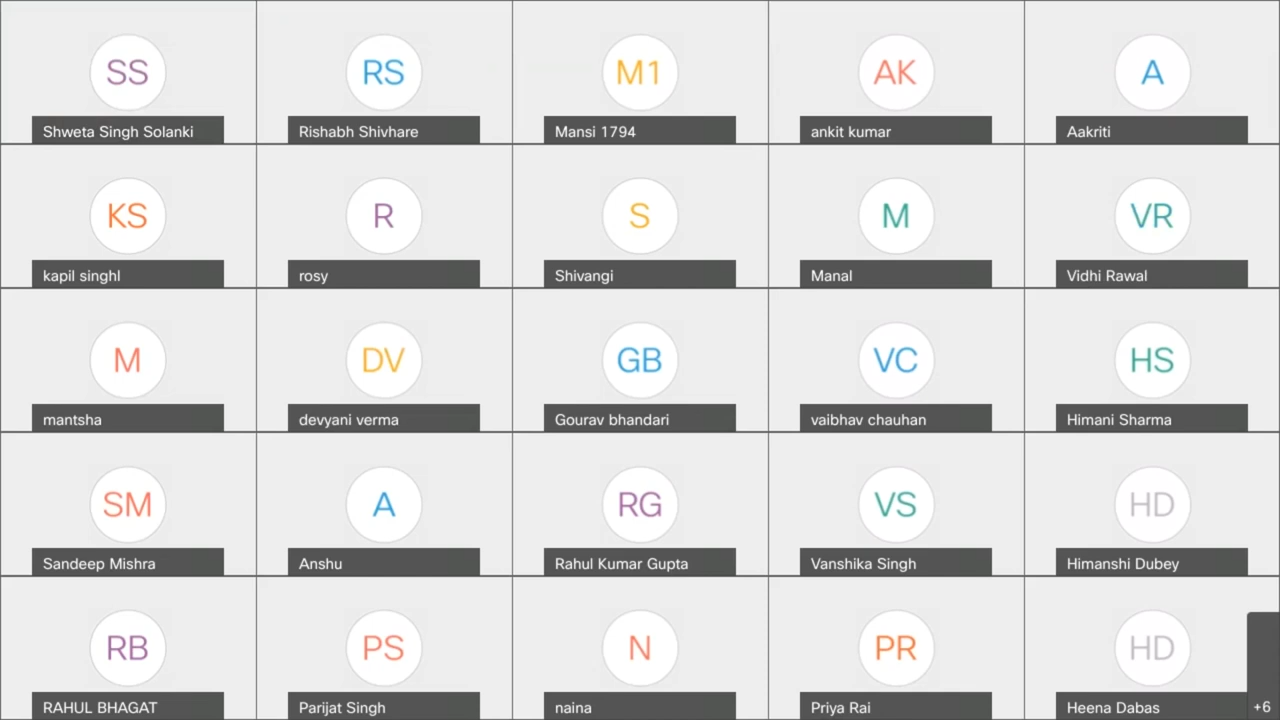 SS
RS
M1
AK
A
Shweta Singh Solanki
Rishabh Shivhare
Mansi 1794
ankit kumar
Aakriti
KS
R
S
M
VR
kapil singhl
rosy
Shivangi
Manal
Vidhi Rawal
M
DV
GB
VC
HS
mantsha
devyani verma
Gourav bhandari
vaibhav chauhan
Himani Sharma
SM
A
RG
VS
HD
Sandeep Mishra
Anshu
Rahul Kumar Gupta
Vanshika Singh
Himanshi Dubey
RB
PS
N
PR
HD
RAHUL BHAGAT
Parijat Singh
naina
Priya Rai
Heena Dabas
+6